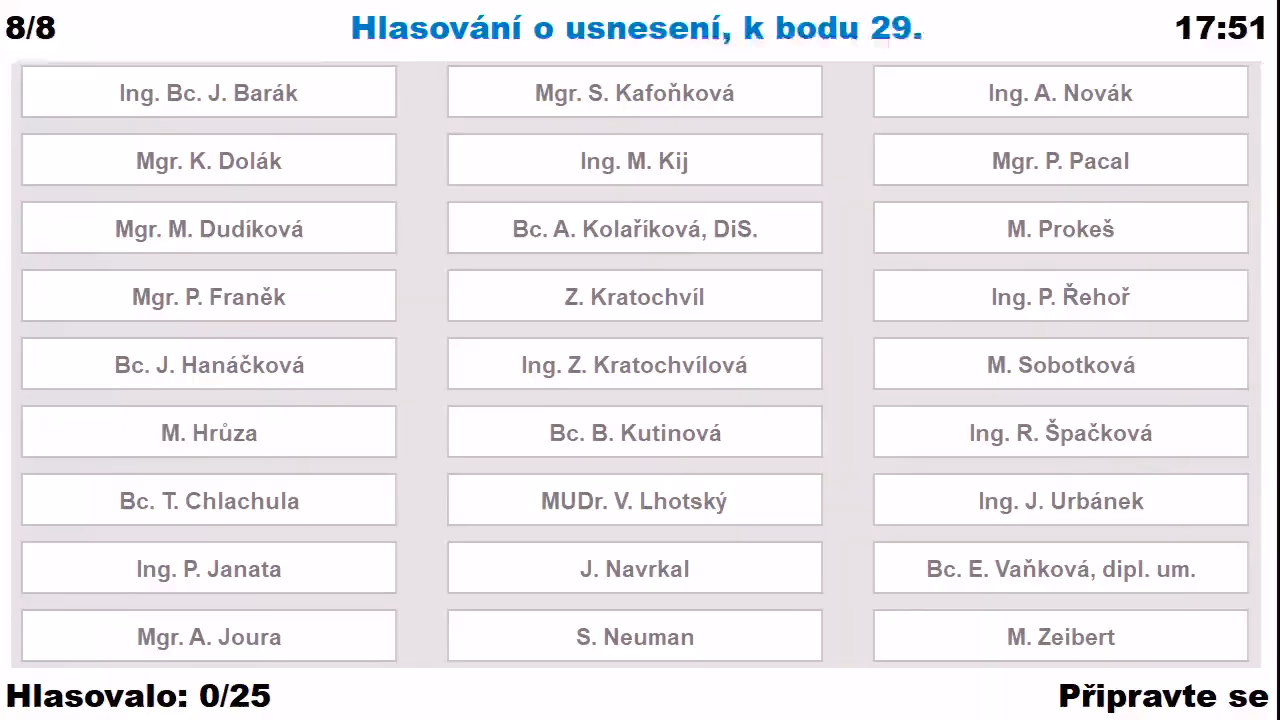 8/8 Hlasování o usnesení, k bodu 29. 17:51
Ing. Bc. J. Barák Mgr. S. Kafoňková Ing. A. Novák
Mgr. K. Dolák Ing. M. Kij Mgr. P. Pacal
Mgr. M. Dudíková Bc. A. Kolaříková, DiS. M. Prokeš
Mgr. P. Franěk Z. Kratochvíl Ing. P. Řehoř
Bc. J. Hanáčková Ing. Z. Kratochvílová M. Sobotková
M. Hrůza Bc. B. Kutinová Ing. R. Špačková
Bc. T. Chlachula MUDr. V. Lhotský Ing. J. Urbánek
Ing. P. Janata J. Navrkal Bc. E. Vaňková, dipl. um.
Mgr. A. Joura S. Neuman M. Zeibert
Hlasovalo: 0/25 Připravte se